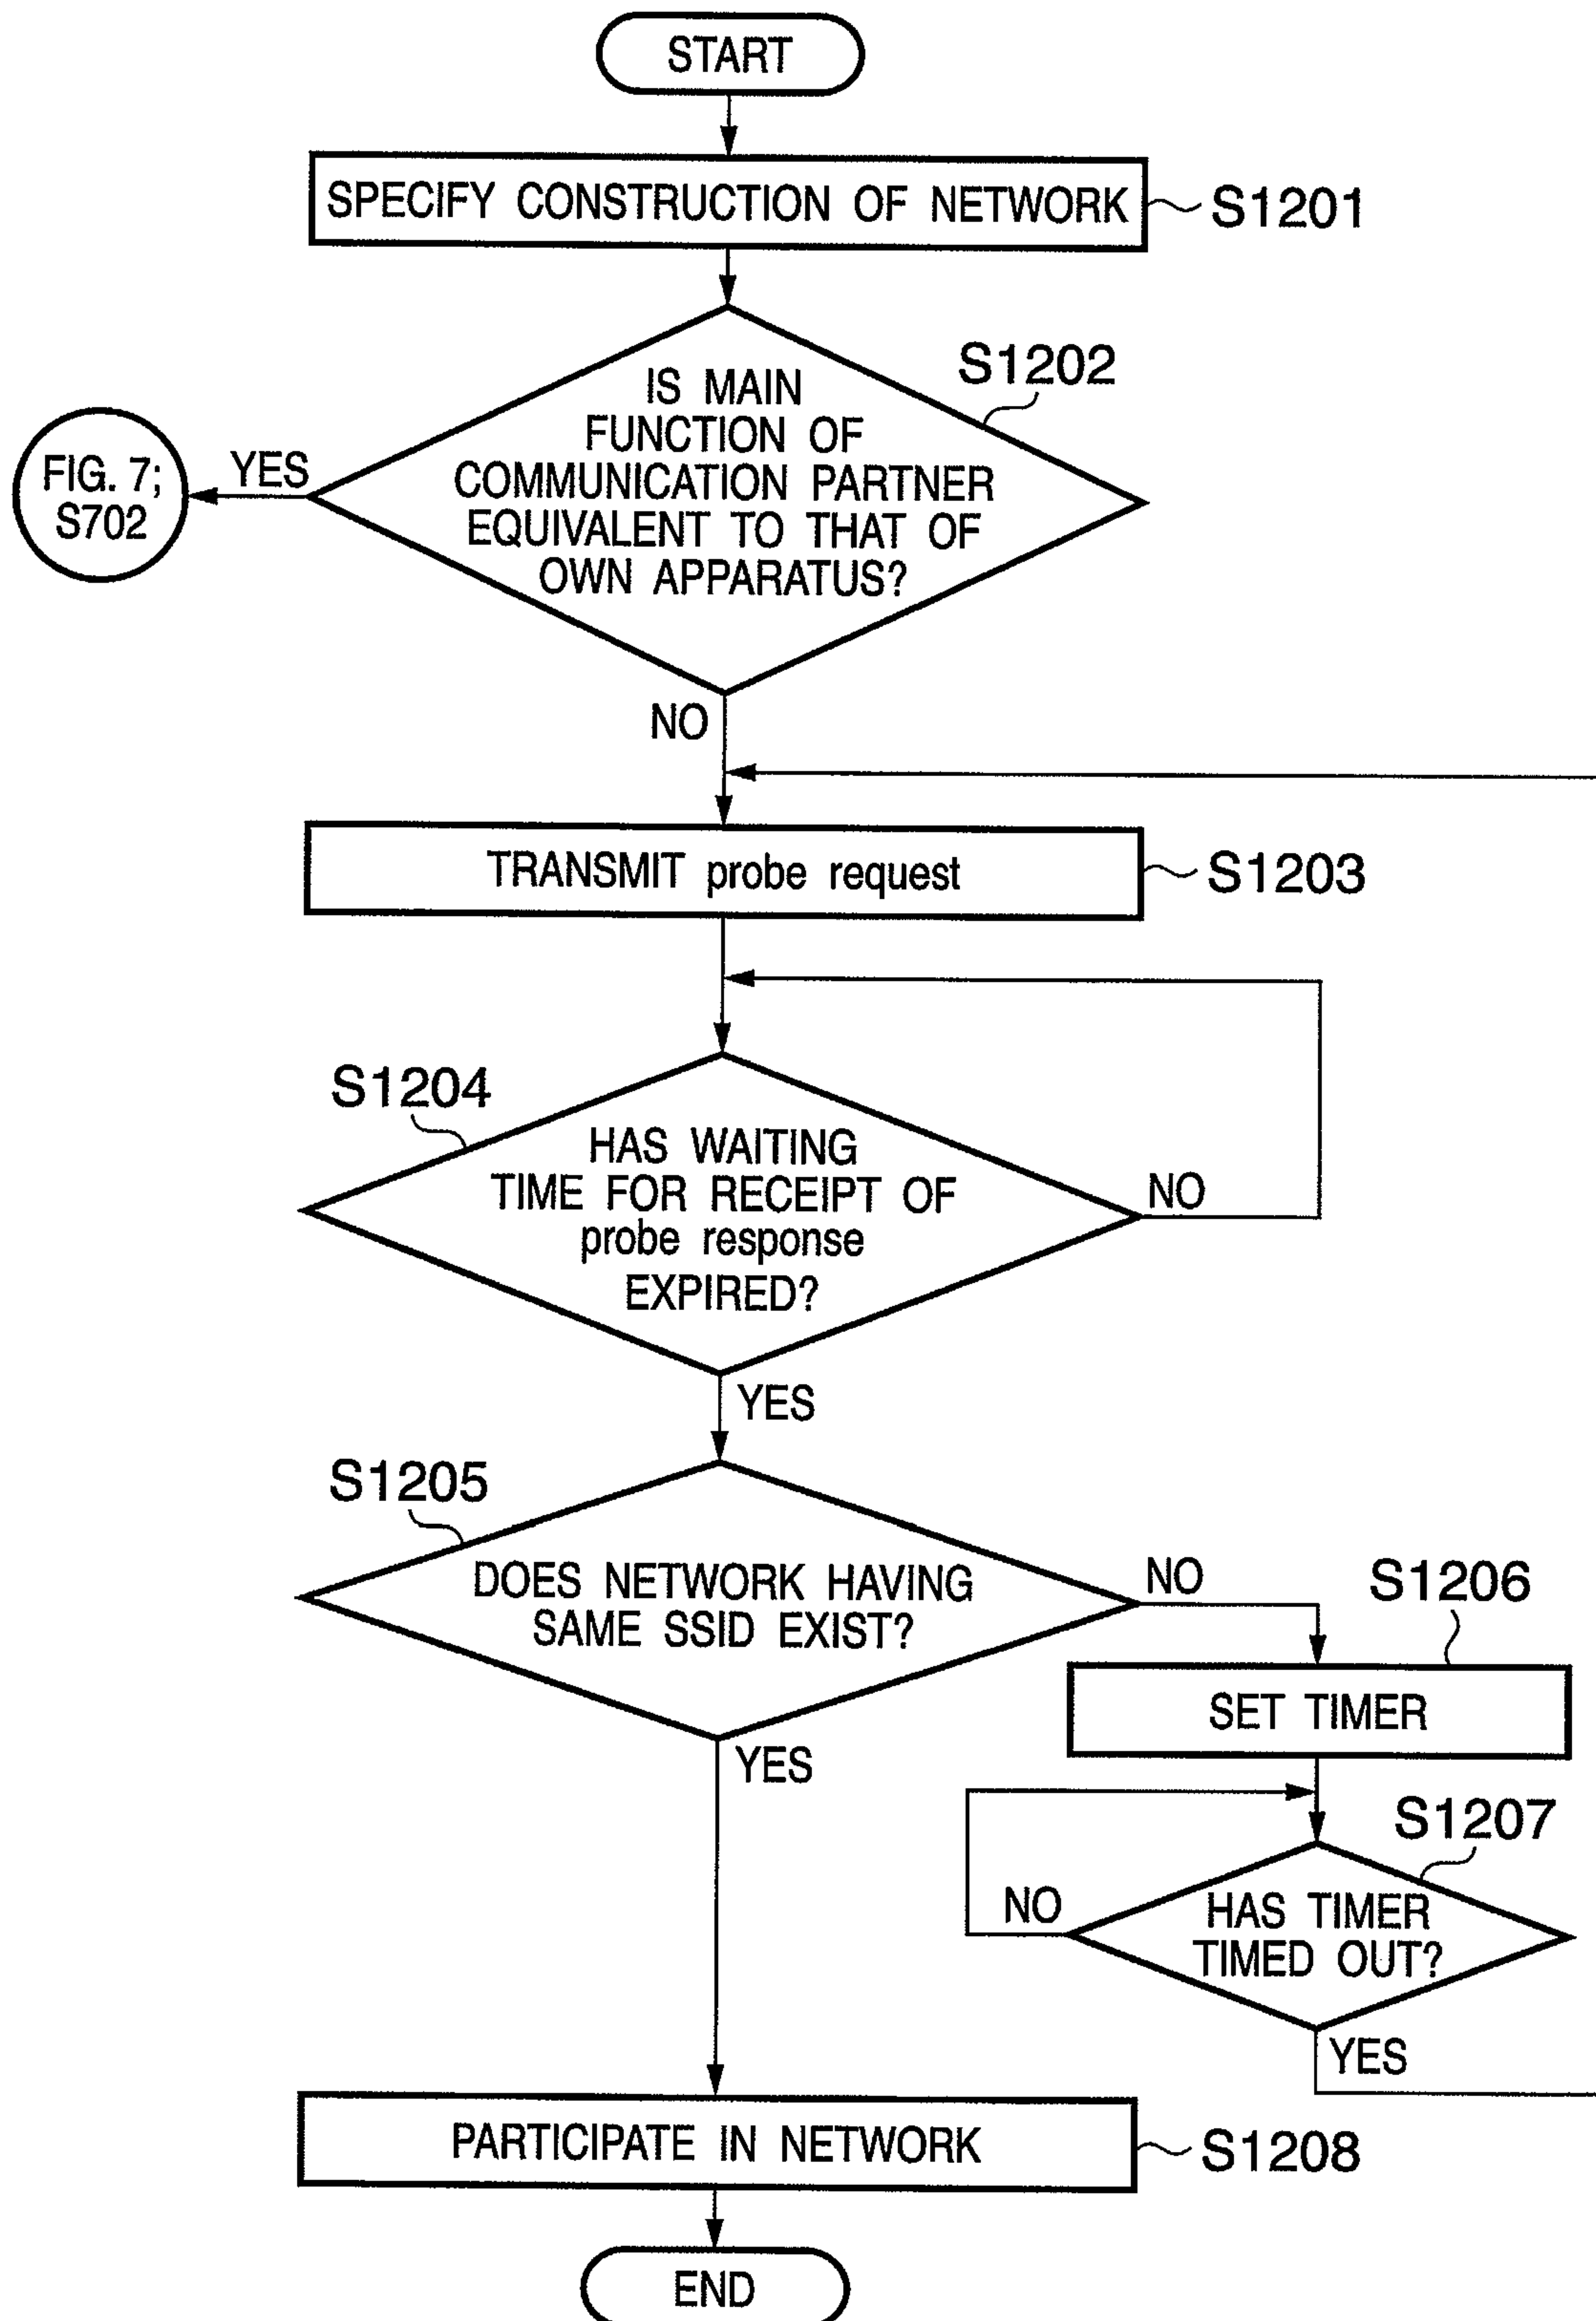 START
SPECIFY CONSTRUCTION OF NETWORK
S1201
S1202
IS MAIN
FUNCTION OF
COMMUNICATION PARTNER
EQUIVALENT TO THAT OF
OWN APPARATUS?
YES
FIG. 7;
S702
NO
TRANSMIT probe request
S1203
S1204
HAS WAITING
TIME FOR RECEIPT OF
probe response
EXPIRED?
NO
YES
S1205
DOES NETWORK HAVING
SAME SSID EXIST?
NO
S1206
SET TIMER
YES
S1207
HAS TIMER
TIMED OUT?
NO
YES
PARTICIPATE IN NETWORK
S1208
END